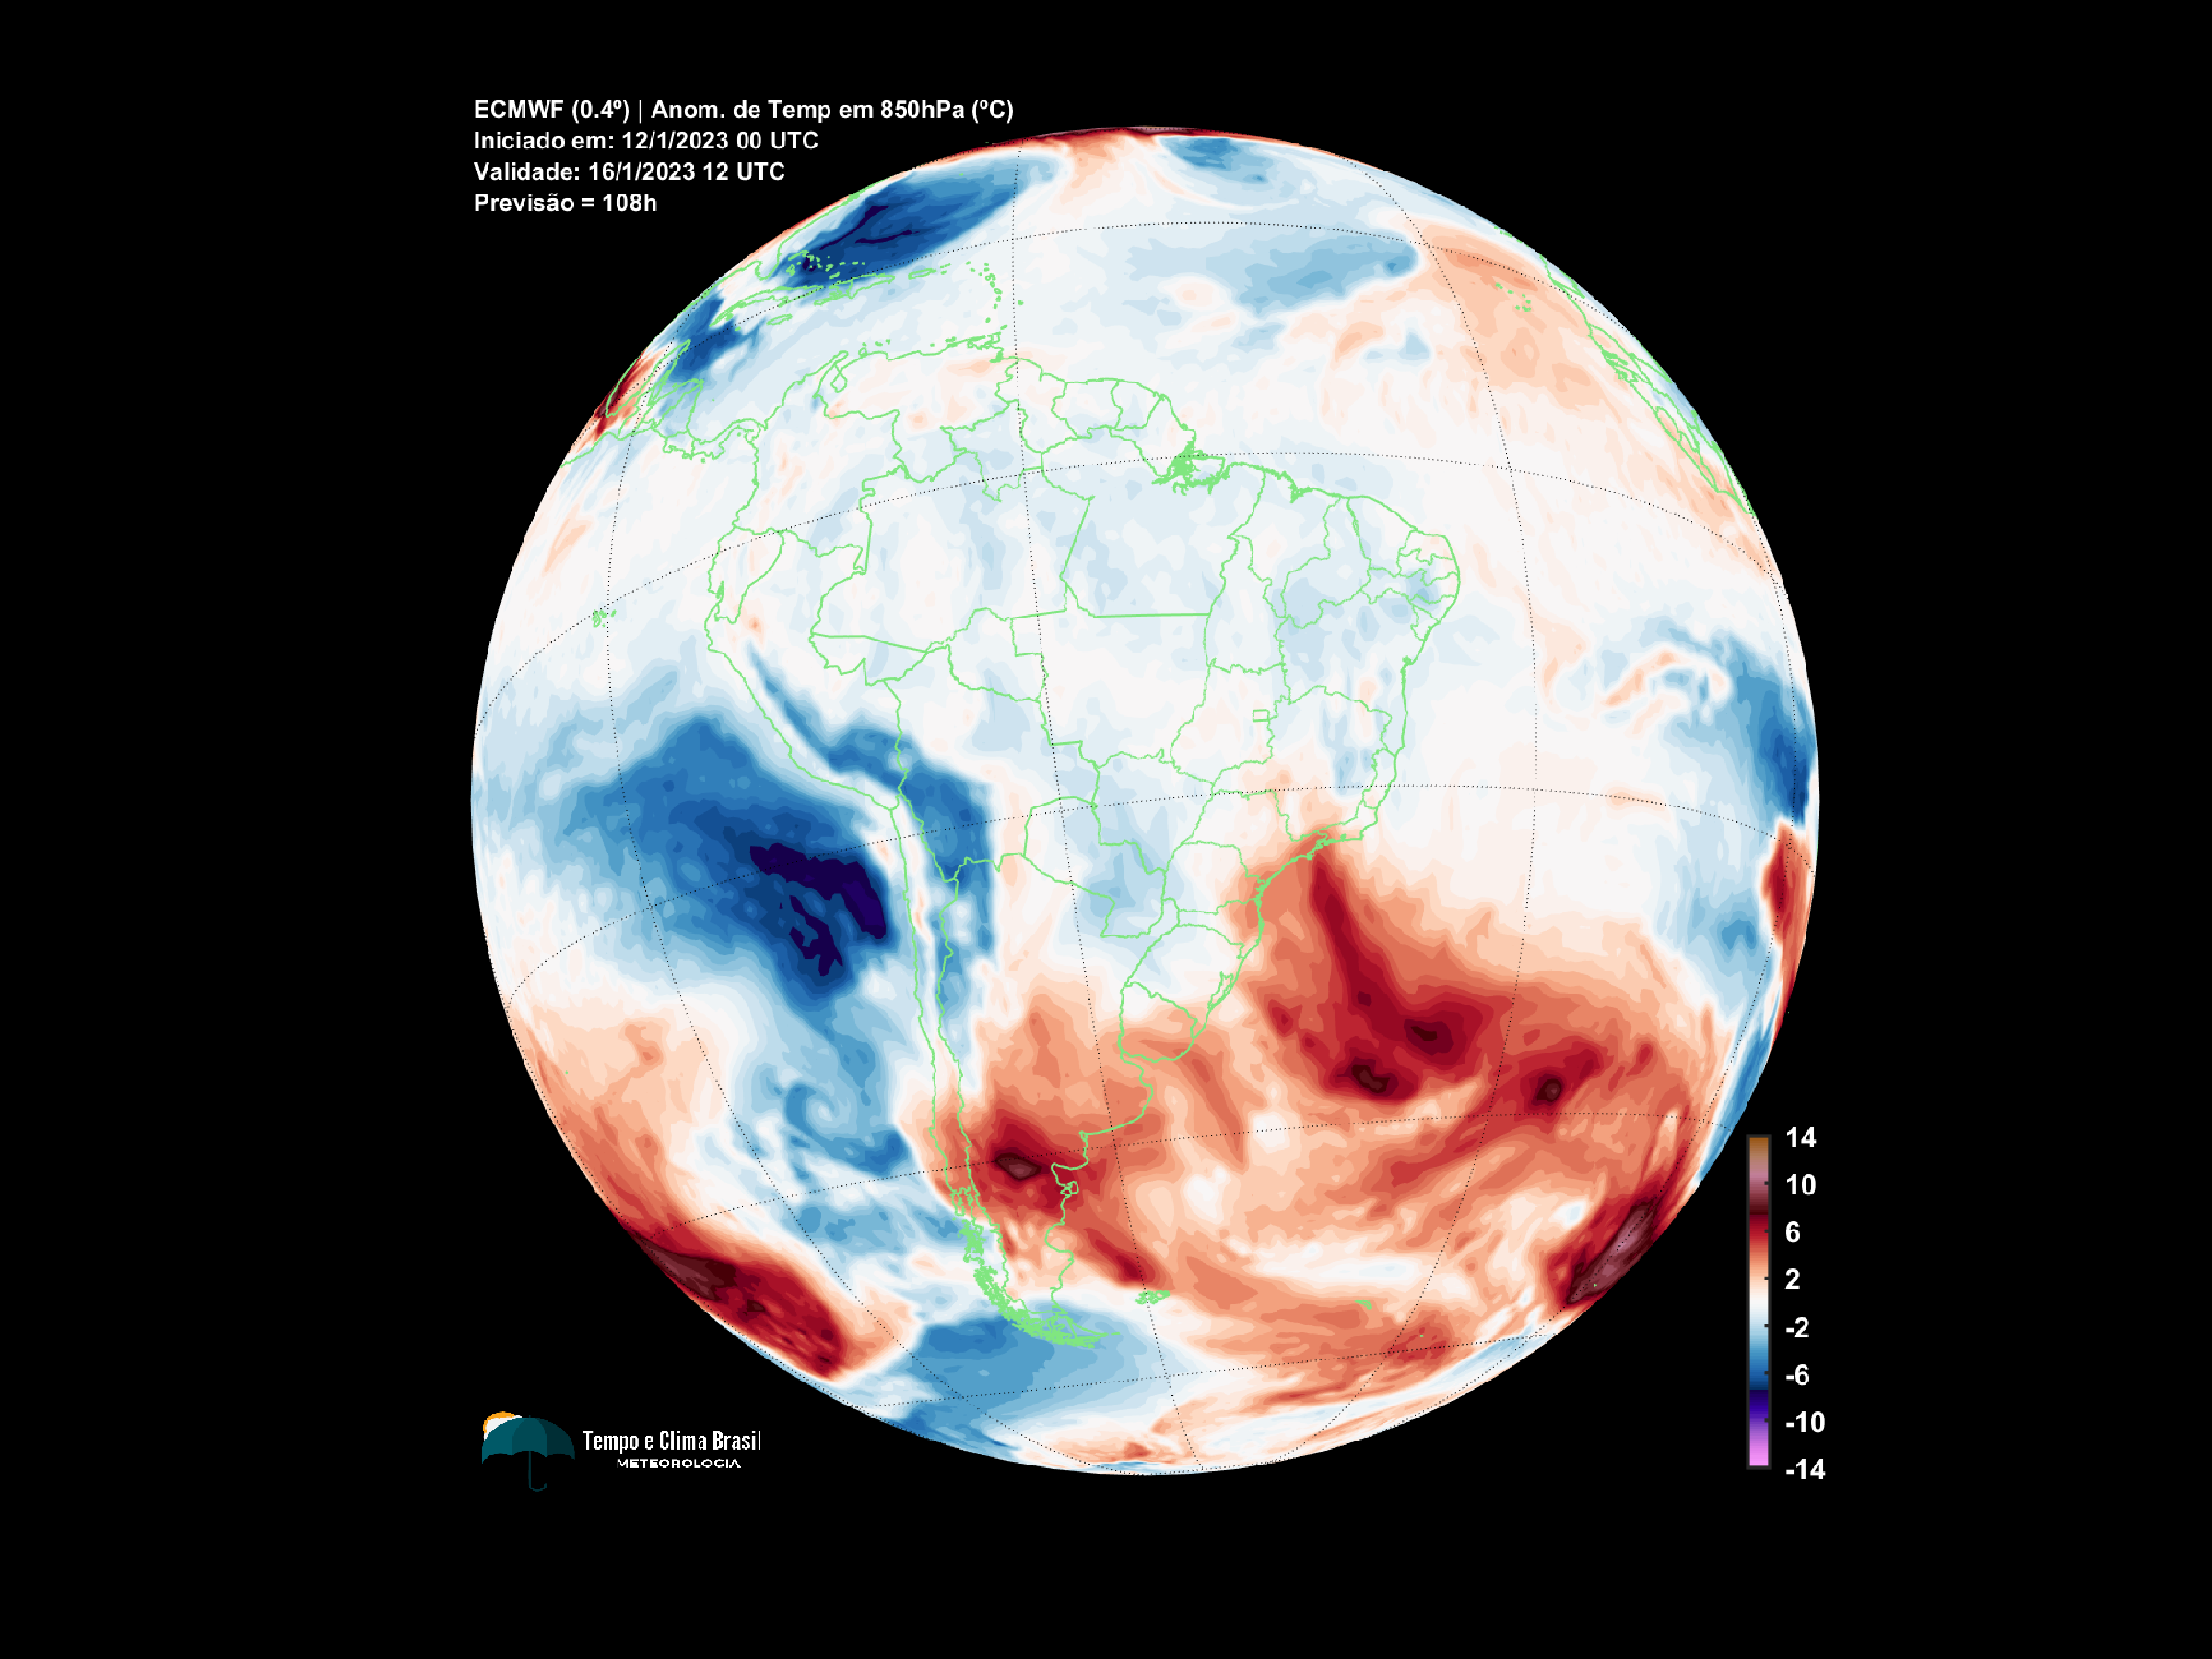 ECMWF (0.4º) | Anom. de Temp em 850hPa (ºC)
Iniciado em: 12/1/2023 00 UTC
Validade: 16/1/2023 12 UTC
Previsão = 108h
14
10
6
2
-2
-6
-10
-14
Tempo e Clima Brasil
METEOROLOGIA